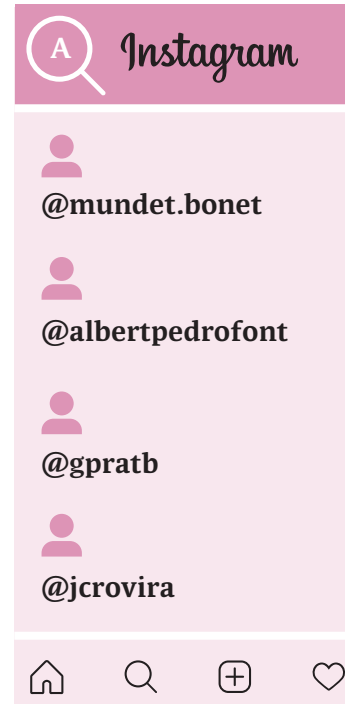 A
Instagram
@mundet.bonet
@albertpedrofont
@gpratb
@jcrovira